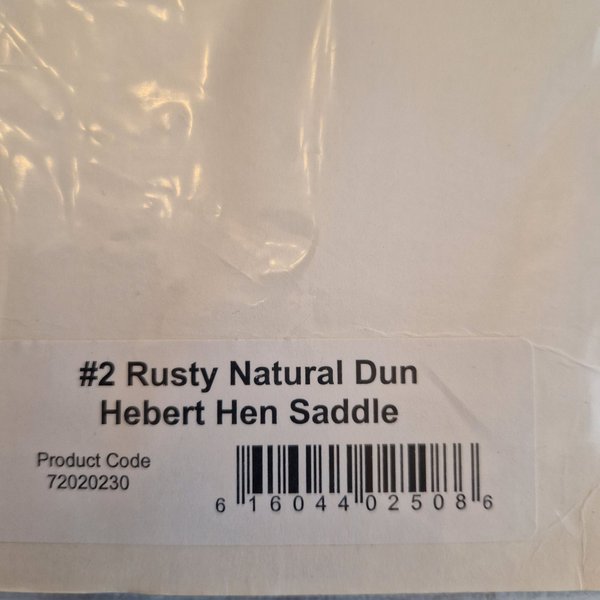 #2 Rusty Natural Dun
Hebert Hen Saddle
Product Code
72020230
6 16044 02508 6